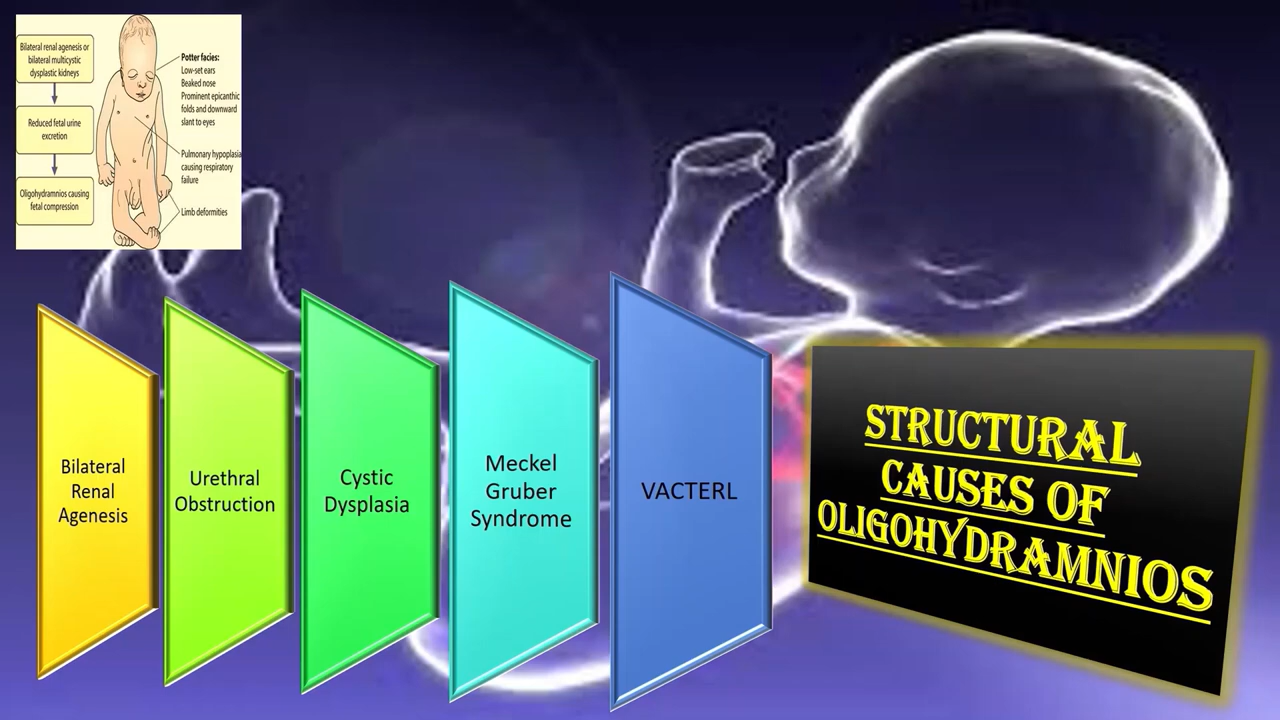 Bilateral renal agenesis or
bilateral multicystic
dysplastic kidneys
Reduced fetal urine
excretion
Oligohydramnios causing
fetal compression
Potter facies:
Low-set ears
Beaked nose
Prominent epicanthic
folds and downward
slant to eyes
Pulmonary hypoplasia
causing respiratory
failure
Limb deformities
Bilateral
Renal
Agenesis
Urethral
Obstruction
Cystic
Dysplasia
Meckel
Gruber
Syndrome
VACTERL
STRUCTURAL
CAUSES OF
OLIGOHYDRAMNIOS